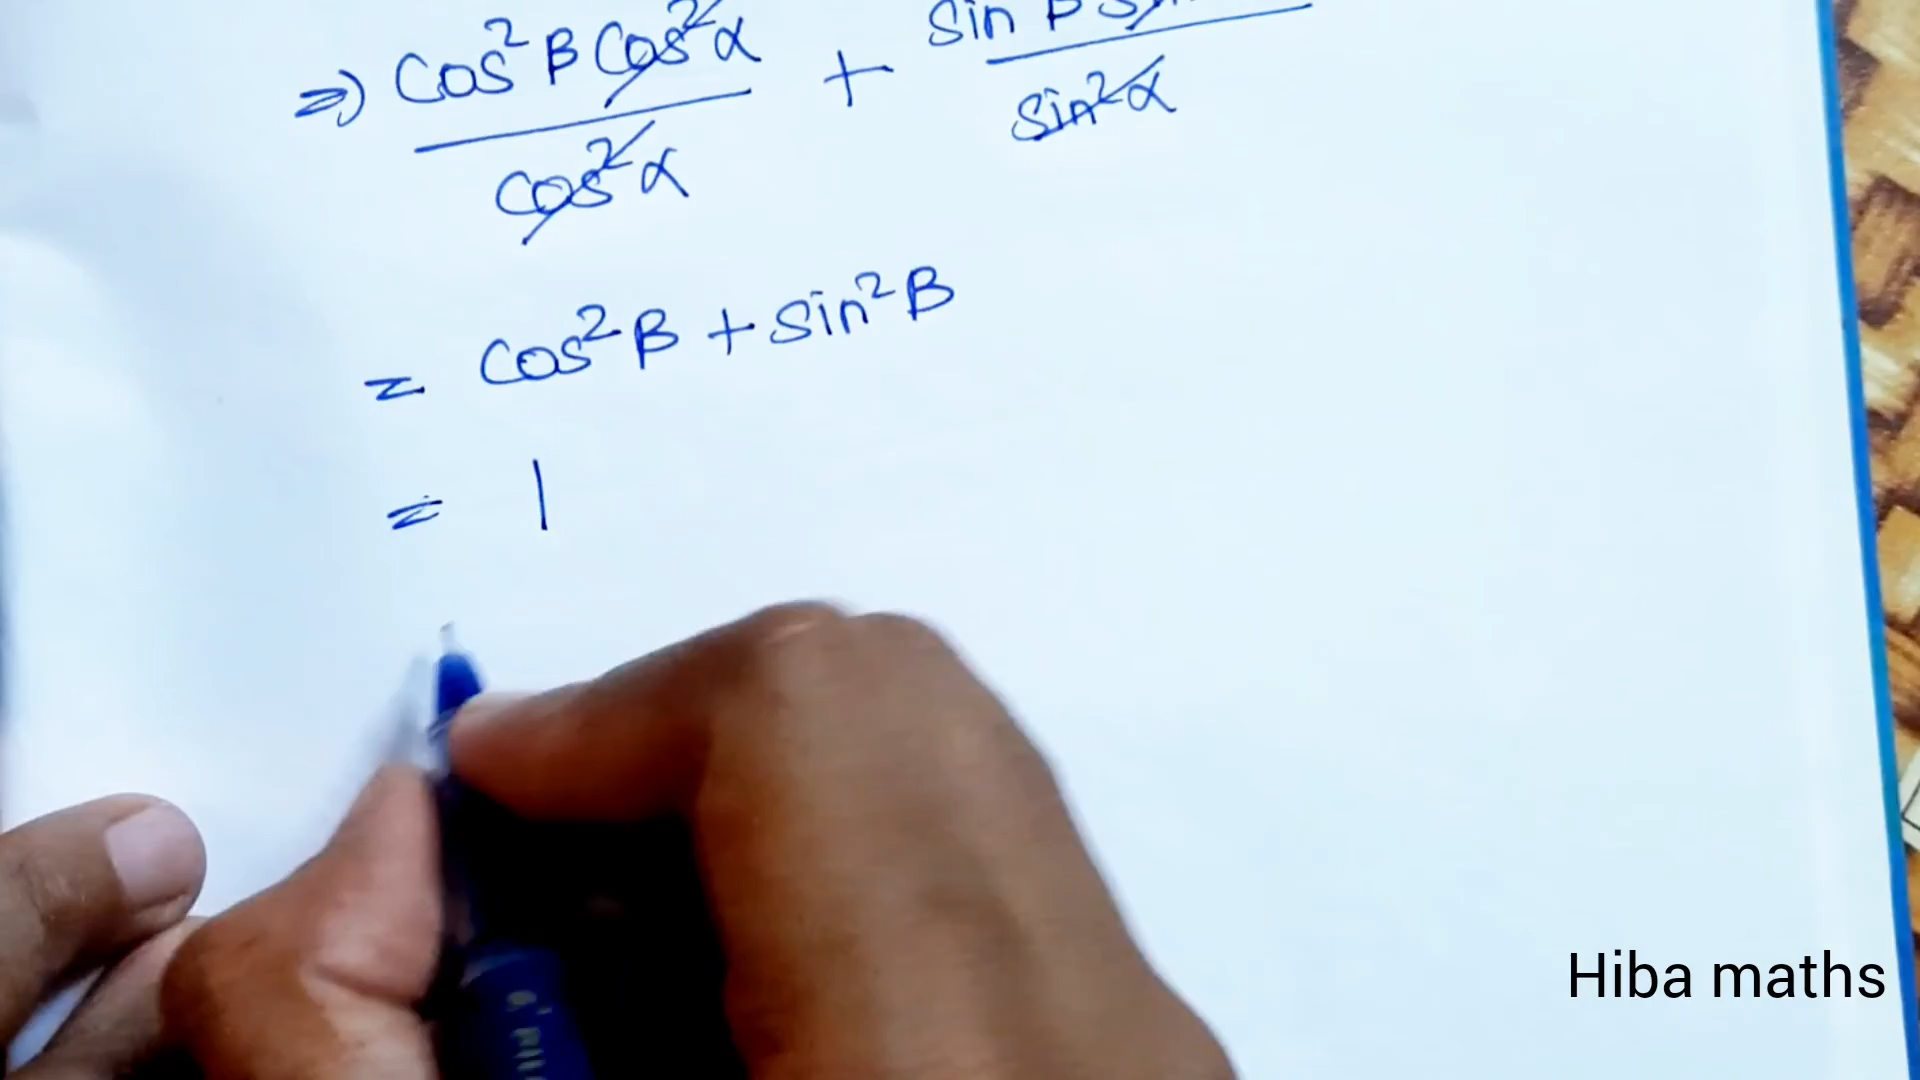 ⇒) Cos²β Cos²α / Cos²α + Sin β / Sin²α
= Cos²β + Sin²β
= 1
Hiba maths